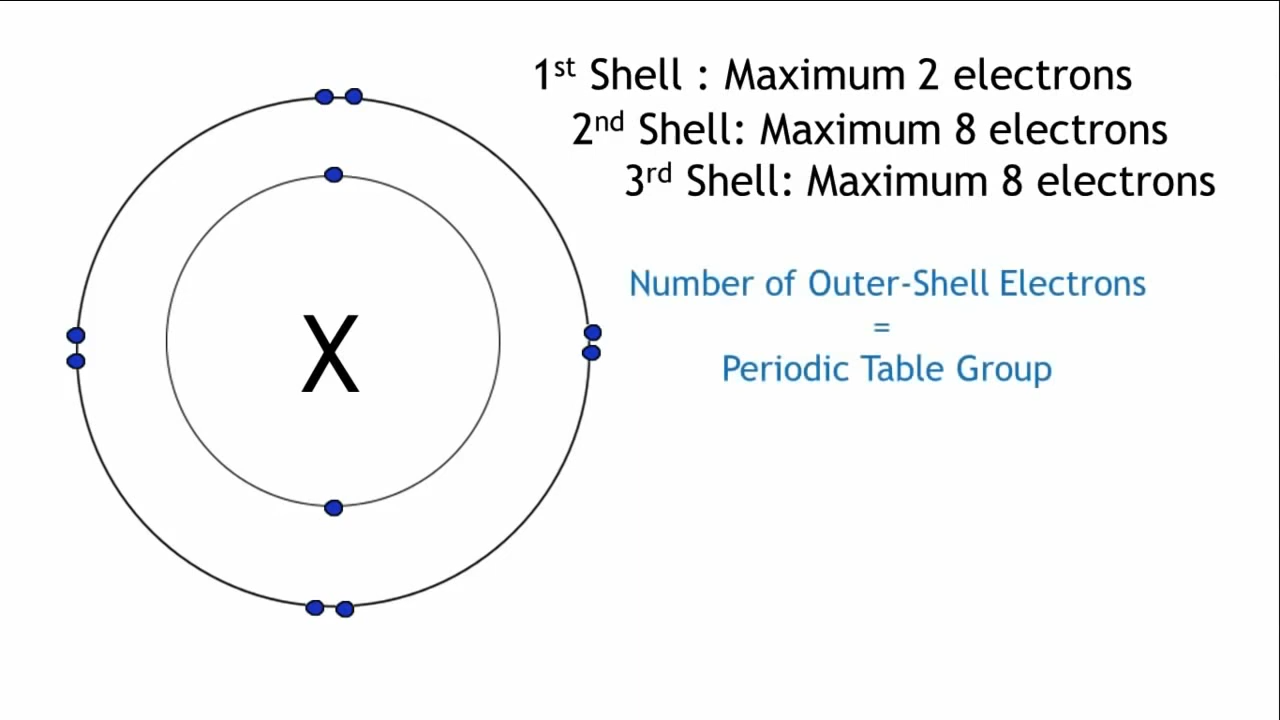 1st Shell : Maximum 2 electrons
2nd Shell: Maximum 8 electrons
3rd Shell: Maximum 8 electrons
Number of Outer-Shell Electrons
=
Periodic Table Group
X